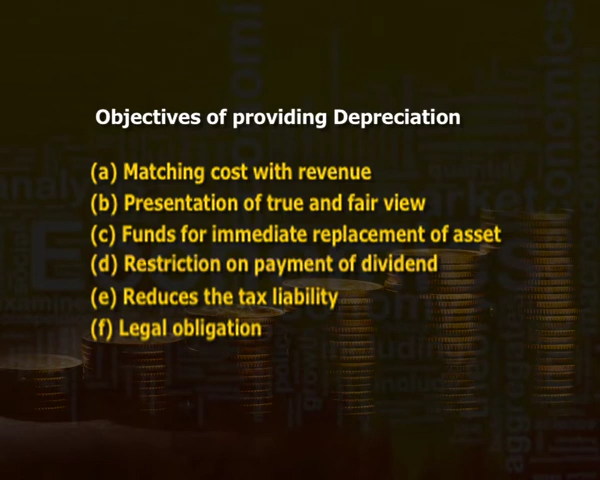 Objectives of providing Depreciation
(a) Matching cost with revenue
(b) Presentation of true and fair view
(c) Funds for immediate replacement of asset
(d) Restriction on payment of dividend
(e) Reduces the tax liability
(f) Legal obligation